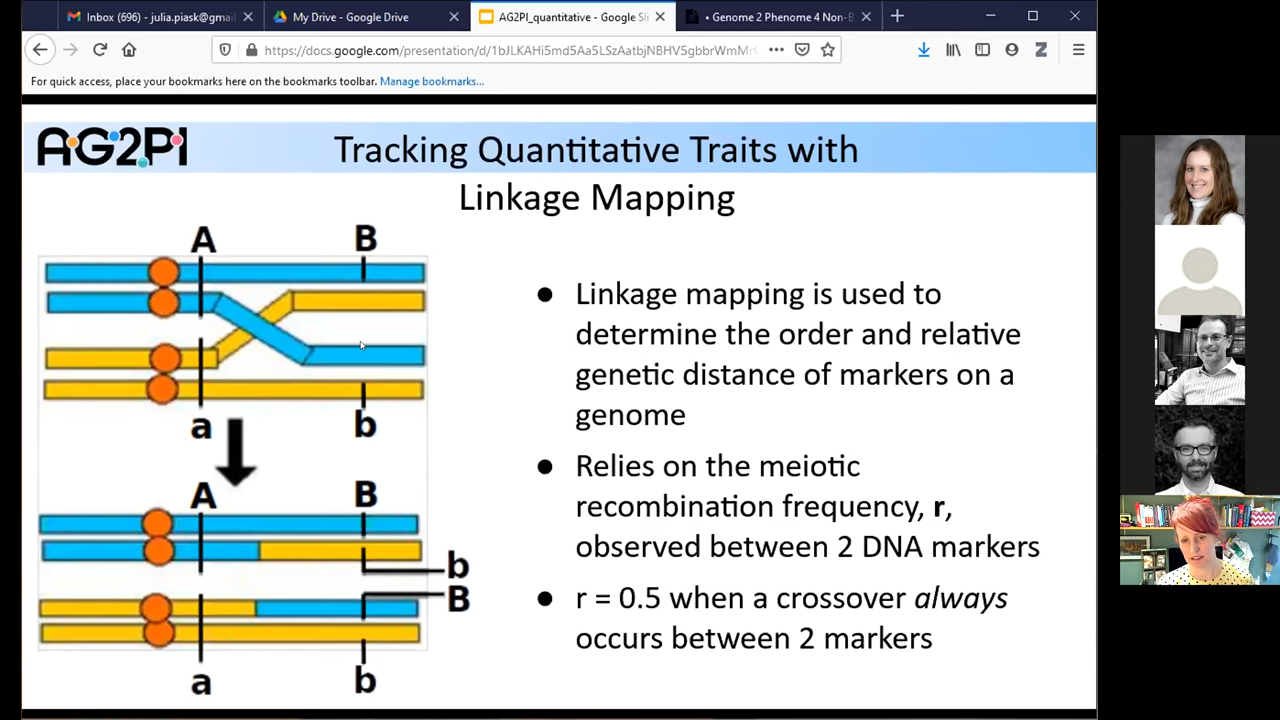 Inbox (696) - julia.piask@gmai
My Drive - Google Drive
AG2PI_quantitative - Google Sli
• Genome 2 Phenome 4 Non-B
For quick access, place your bookmarks here on the bookmarks toolbar. Manage bookmarks...
AG2PI
Tracking Quantitative Traits with
Linkage Mapping
A B
a b
A B
b
B
a b
● Linkage mapping is used to
determine the order and relative
genetic distance of markers on a
genome
● Relies on the meiotic
recombination frequency, r,
observed between 2 DNA markers
● r = 0.5 when a crossover always
occurs between 2 markers